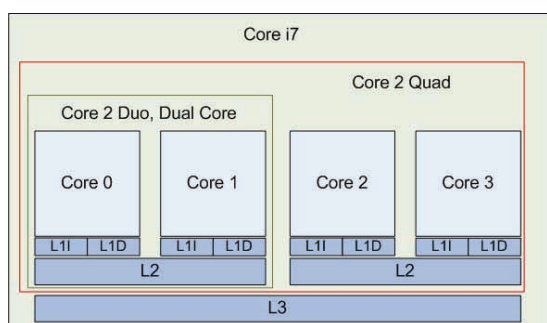 Core i7
Core 2 Quad
Core 2 Duo, Dual Core
Core 0
Core 1
Core 2
Core 3
L1I L1D L1I L1D L1I L1D L1I L1D
L2 L2
L3